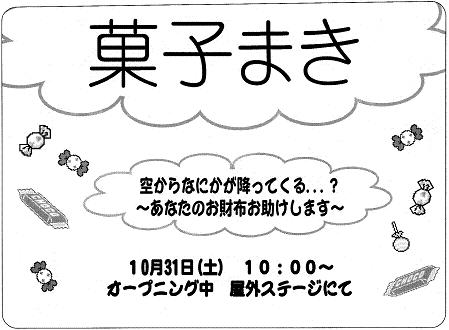 菓子まき
空からなにかが降ってくる...？
～あなたのお財布お助けします～
10月31日(土)　10：00～
オープニング中　屋外ステージにて
CHOCO